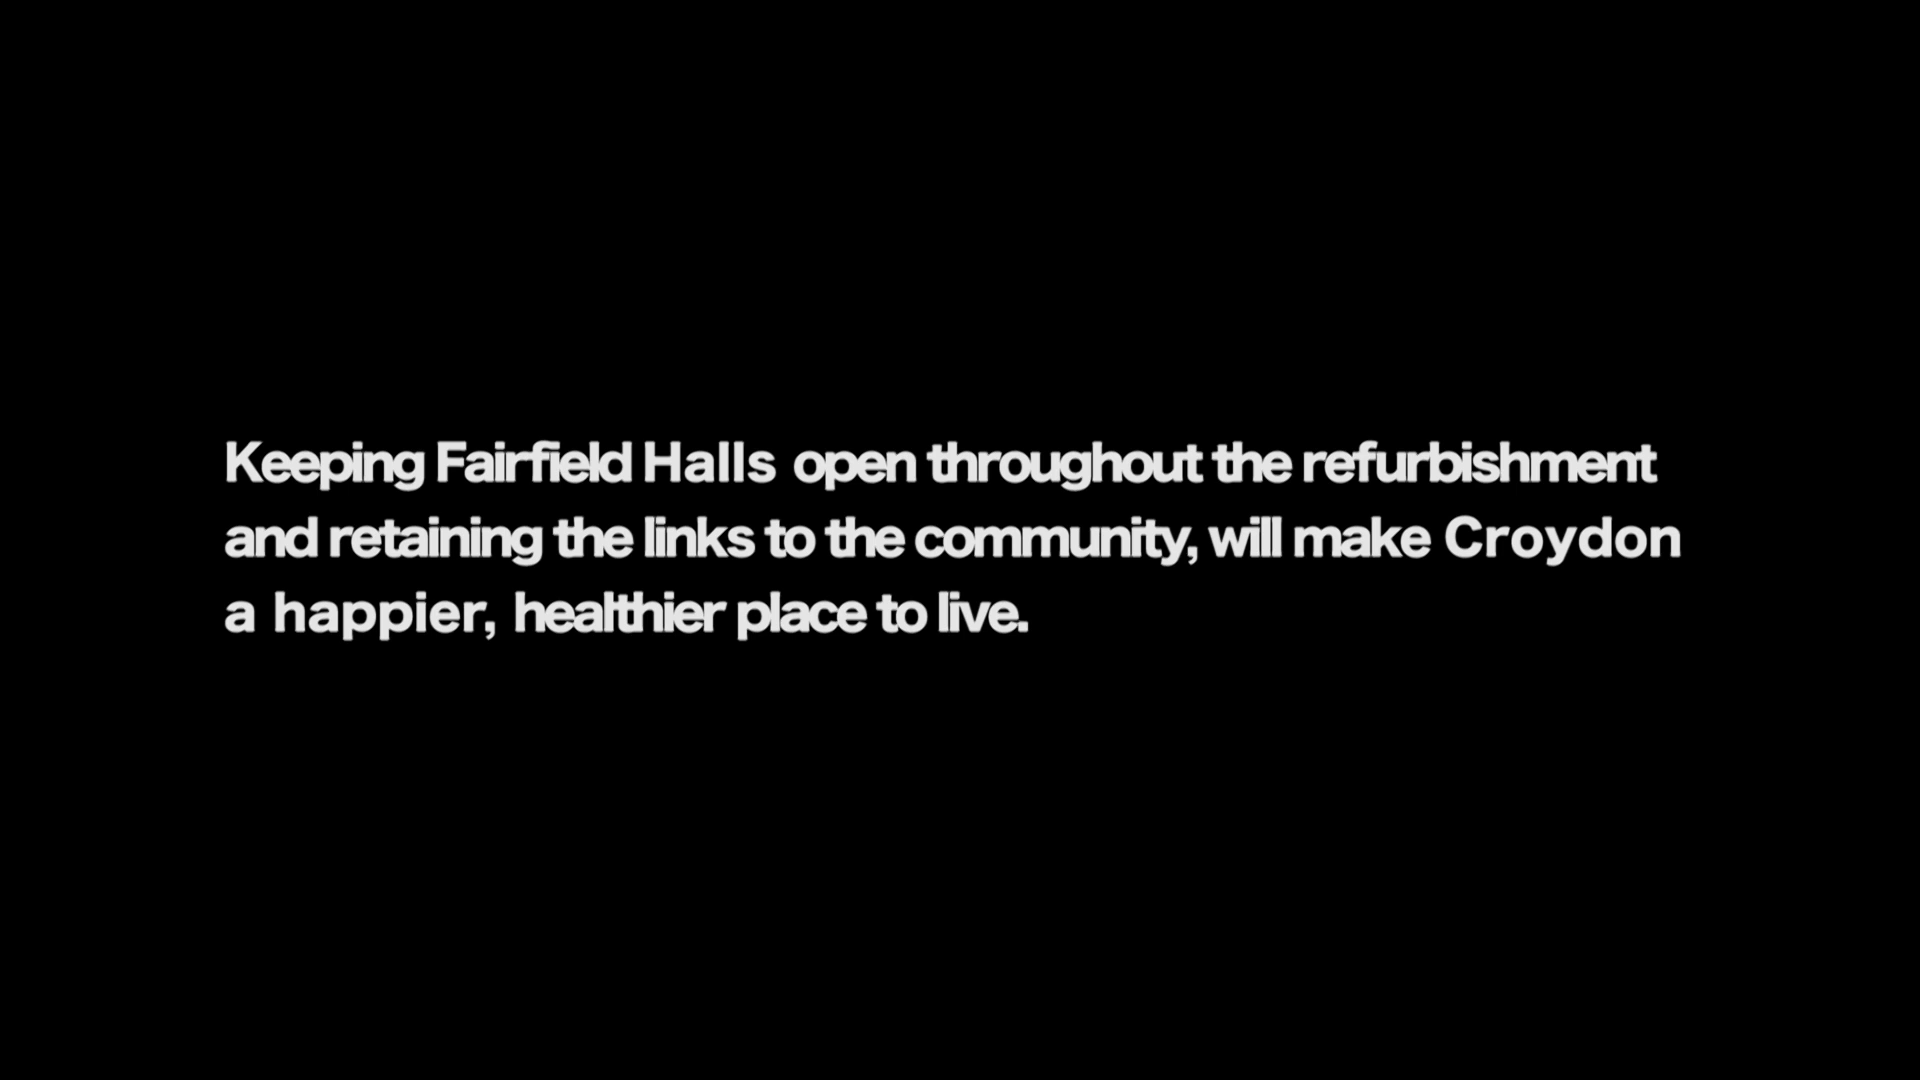 Keeping Fairfield Halls open throughout the refurbishment
and retaining the links to the community, will make Croydon
a happier, healthier place to live.